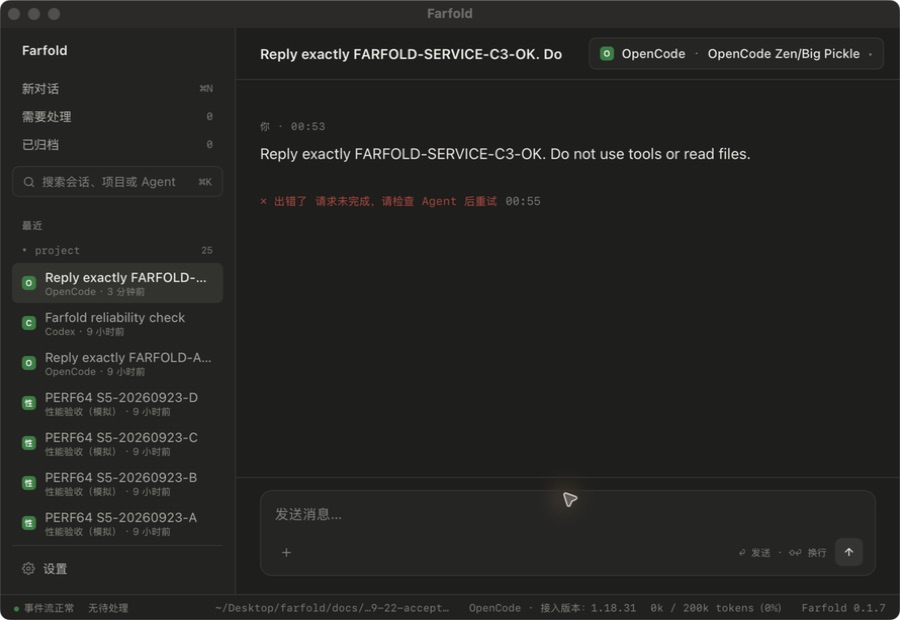 Farfold
Farfold
新对话 ⌘N
需要处理 0
已归档 0
搜索会话、项目或 Agent ⌘K
最近
• project 25
O Reply exactly FARFOLD-...
OpenCode · 3 分钟前
C Farfold reliability check
Codex · 9 小时前
O Reply exactly FARFOLD-A...
OpenCode · 9 小时前
性 PERF64 S5-20260923-D
性能验收（模拟） · 9 小时前
性 PERF64 S5-20260923-C
性能验收（模拟） · 9 小时前
性 PERF64 S5-20260923-B
性能验收（模拟） · 9 小时前
性 PERF64 S5-20260923-A
性能验收（模拟） · 9 小时前
设置
Reply exactly FARFOLD-SERVICE-C3-OK. Do
O OpenCode · OpenCode Zen/Big Pickle
你 · 00:53
Reply exactly FARFOLD-SERVICE-C3-OK. Do not use tools or read files.
× 出错了 请求未完成，请检查 Agent 后重试 00:55
发送消息...
+ ↵ 发送 · ⇧↵ 换行
• 事件流正常 无待处理 ~/Desktop/farfold/docs/…9-22-accept… OpenCode · 接入版本：1.18.31 0k / 200k tokens (0%) Farfold 0.1.7